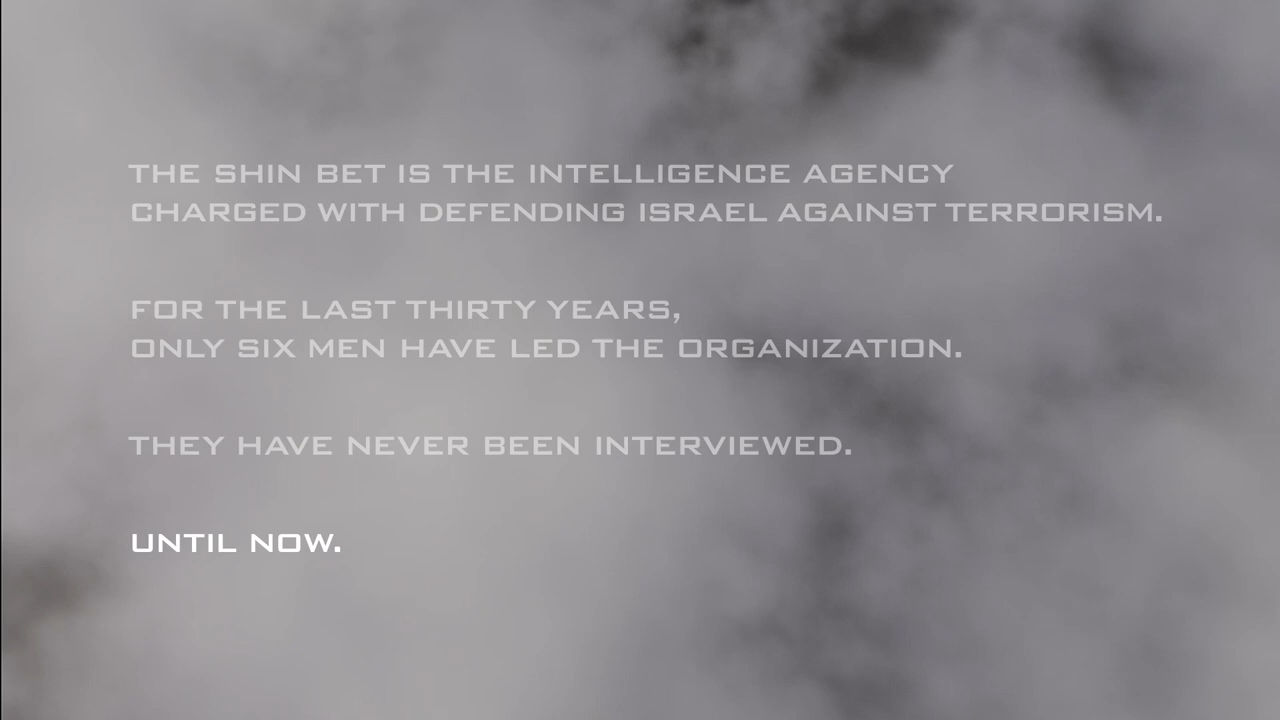 THE SHIN BET IS THE INTELLIGENCE AGENCY
CHARGED WITH DEFENDING ISRAEL AGAINST TERRORISM.
FOR THE LAST THIRTY YEARS,
ONLY SIX MEN HAVE LED THE ORGANIZATION.
THEY HAVE NEVER BEEN INTERVIEWED.
UNTIL NOW.